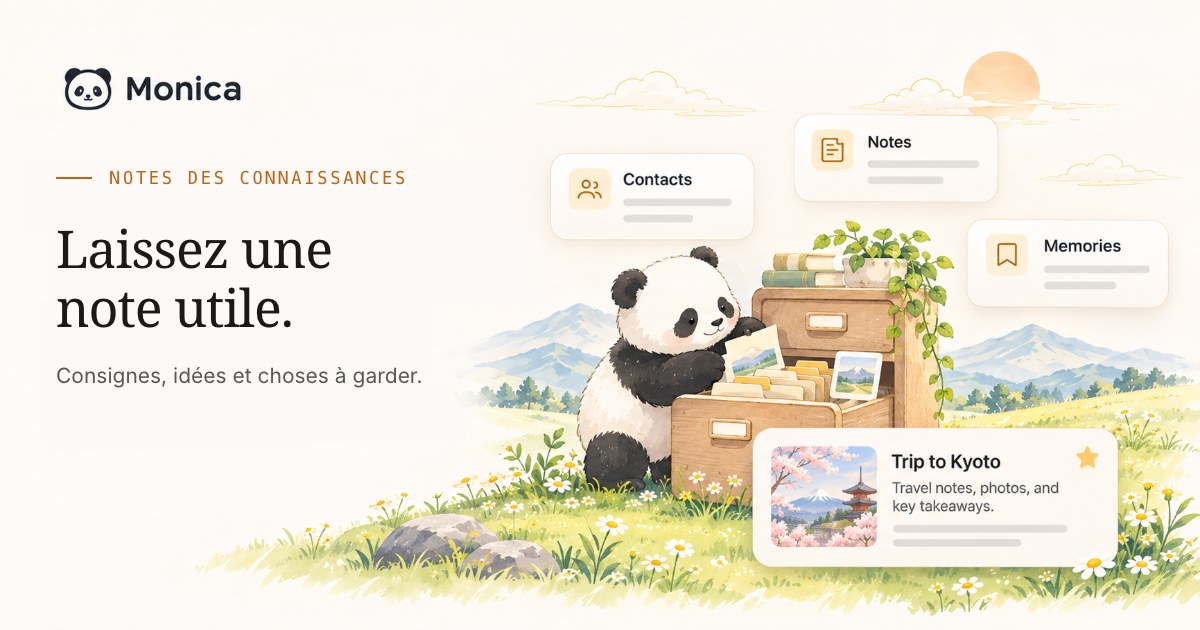 Monica
NOTES DES CONNAISSANCES
Laissez une
note utile.
Consignes, idées et choses à garder.
Contacts
Notes
Memories
Trip to Kyoto
Travel notes, photos, and
key takeaways.